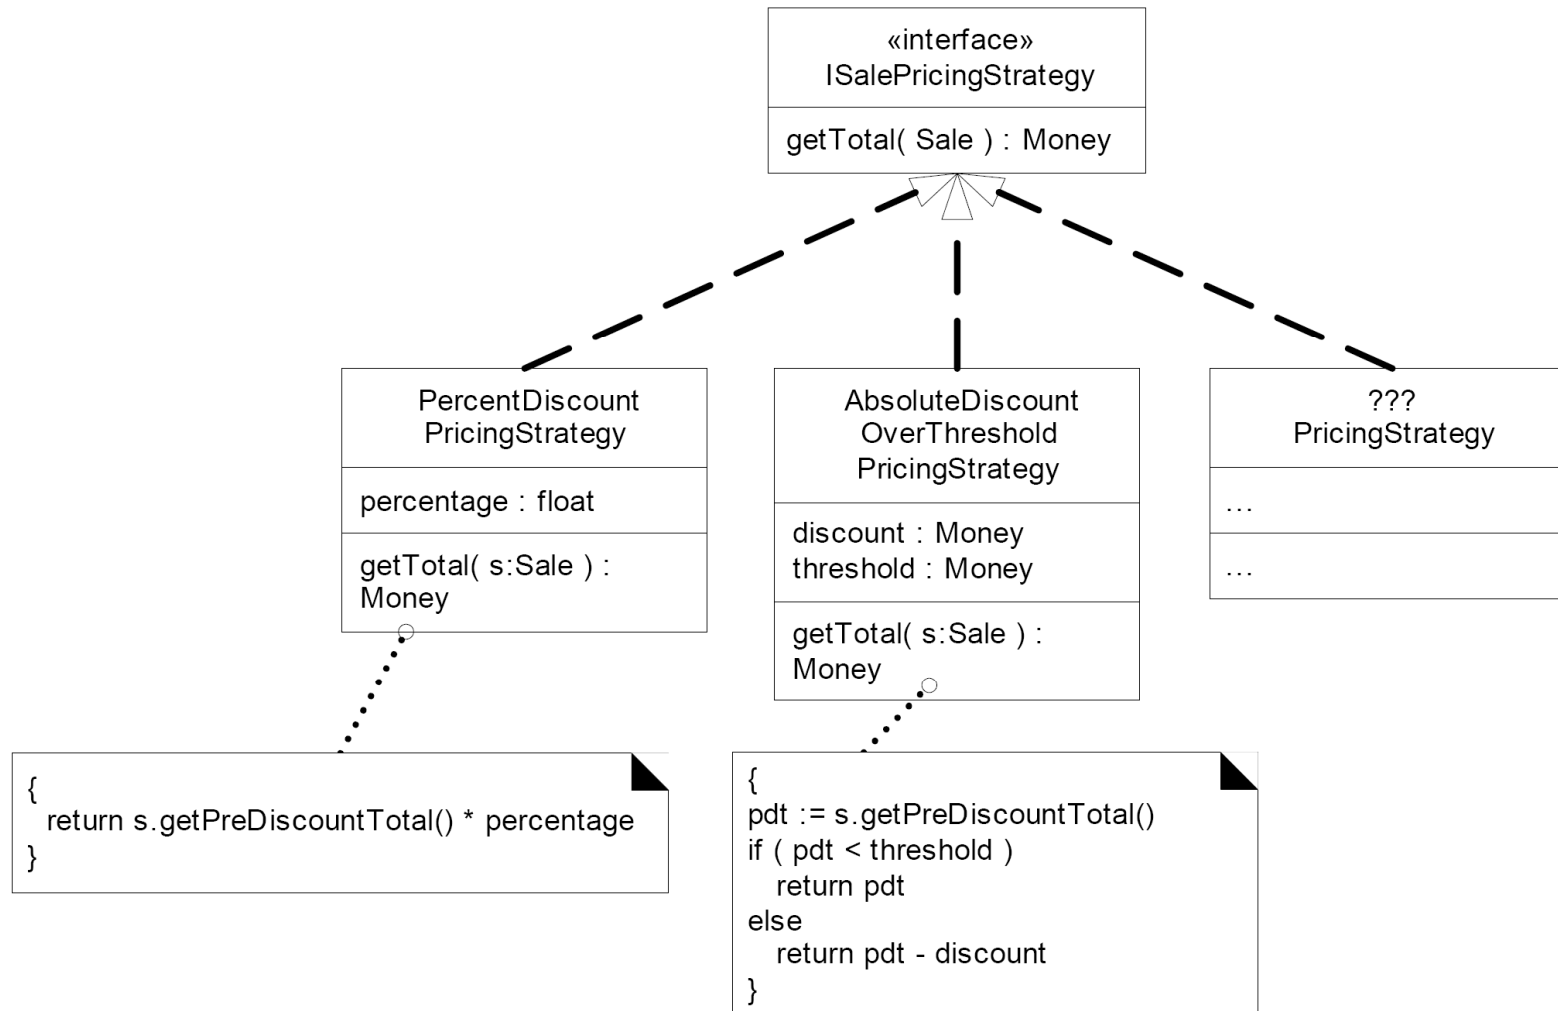 «interface»
ISalePricingStrategy
getTotal( Sale ) : Money
PercentDiscount
PricingStrategy
percentage : float
getTotal( s:Sale ) :
Money
AbsoluteDiscount
OverThreshold
PricingStrategy
discount : Money
threshold : Money
getTotal( s:Sale ) :
Money
???
PricingStrategy
...
...
{
return s.getPreDiscountTotal() * percentage
}
{
pdt := s.getPreDiscountTotal()
if ( pdt < threshold )
return pdt
else
return pdt - discount
}